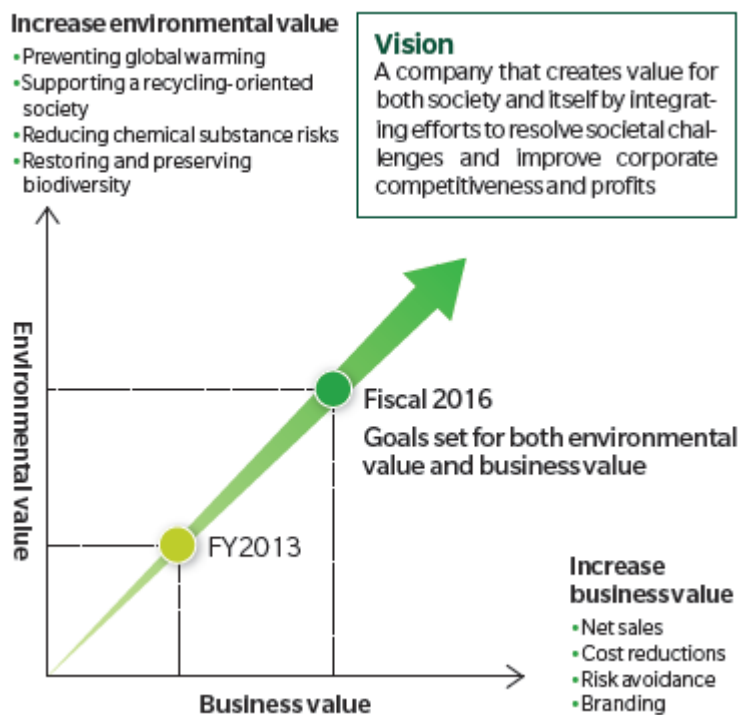 Increase environmental value
•Preventing global warming
•Supporting a recycling-oriented
society
•Reducing chemical substance risks
•Restoring and preserving
biodiversity
Vision
A company that creates value for
both society and itself by integrat-
ing efforts to resolve societal chal-
lenges and improve corporate
competitiveness and profits
Environmental value
Fiscal 2016
Goals set for both environmental
value and business value
FY2013
Increase
business value
•Net sales
•Cost reductions
•Risk avoidance
•Branding
Business value